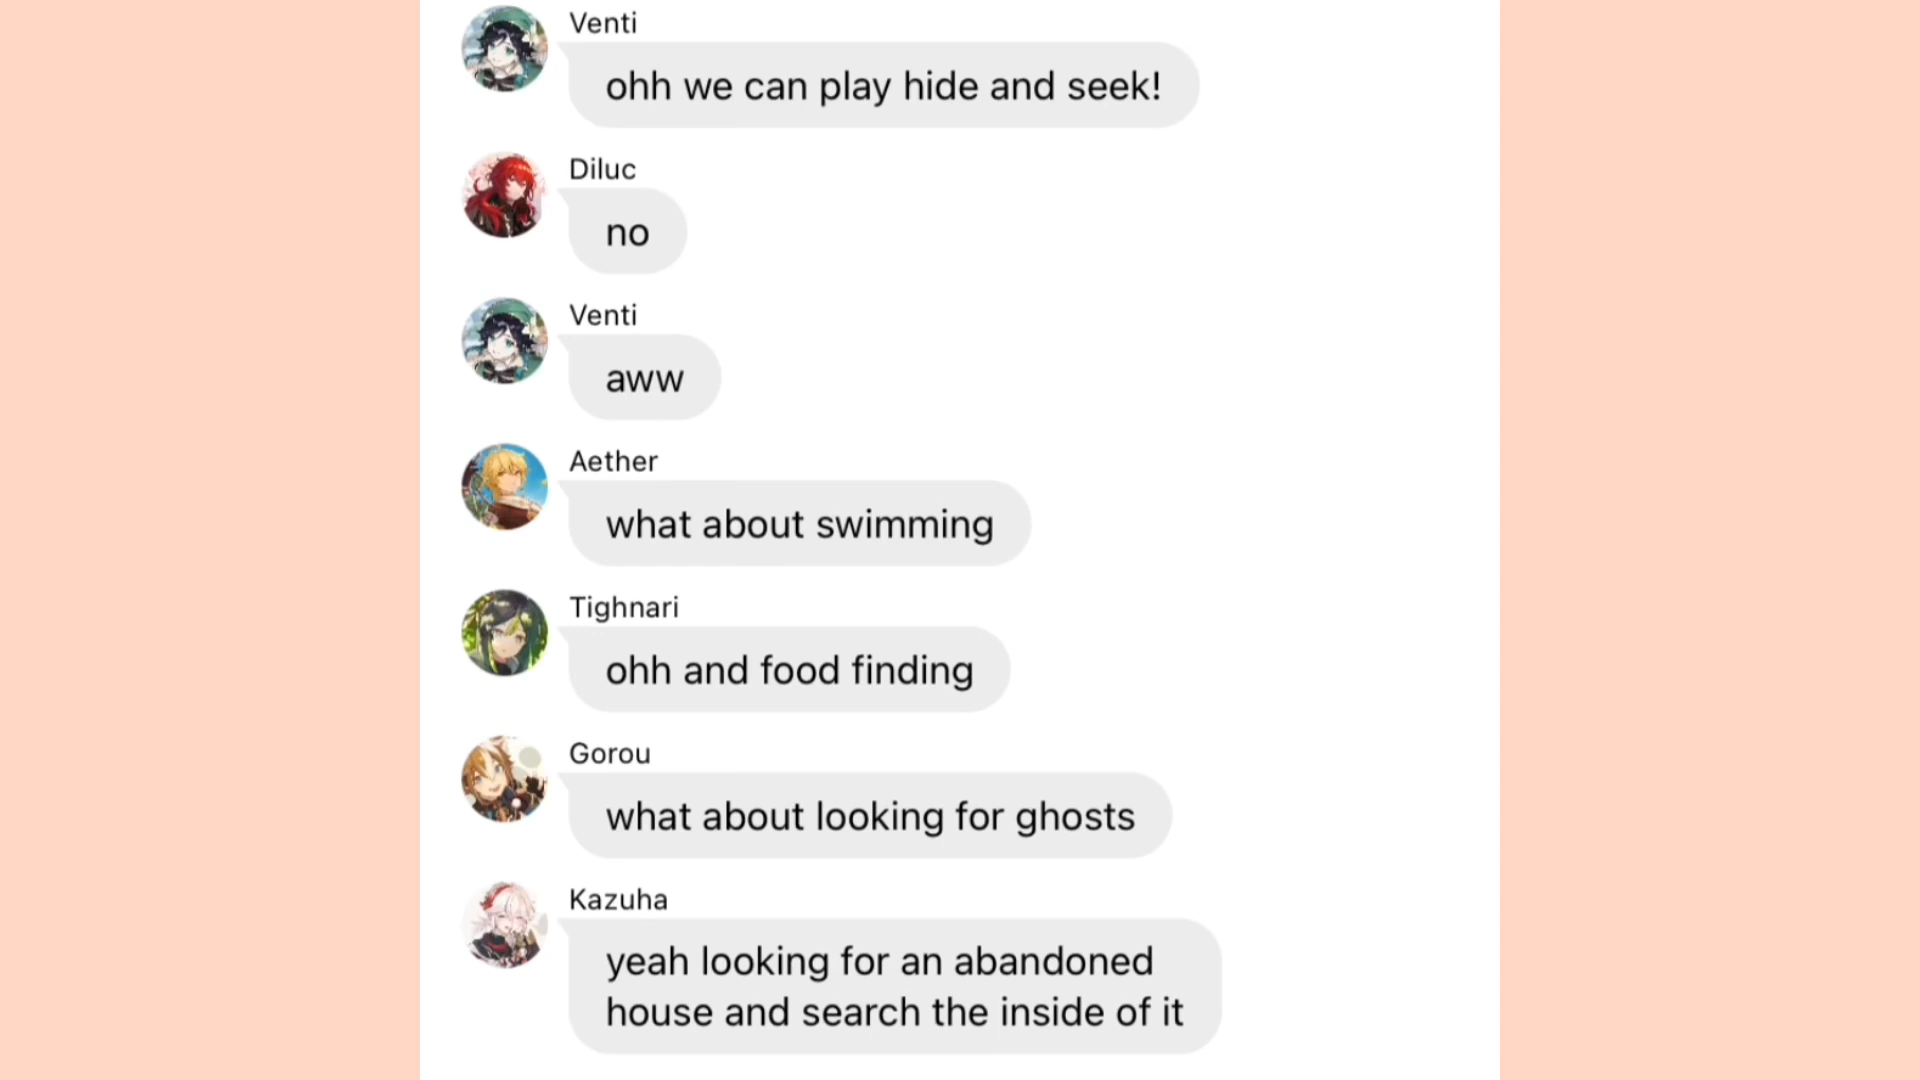 Venti
ohh we can play hide and seek!
Diluc
no
Venti
aww
Aether
what about swimming
Tighnari
ohh and food finding
Gorou
what about looking for ghosts
Kazuha
yeah looking for an abandoned
house and search the inside of it